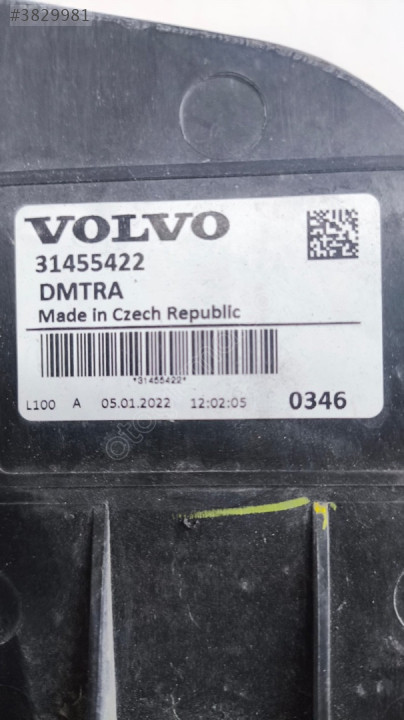 #3829981
VOLVO
31455422
DMTRA
Made in Czech Republic
*31455422*
L100 A 05.01.2022 12:02:05 0346